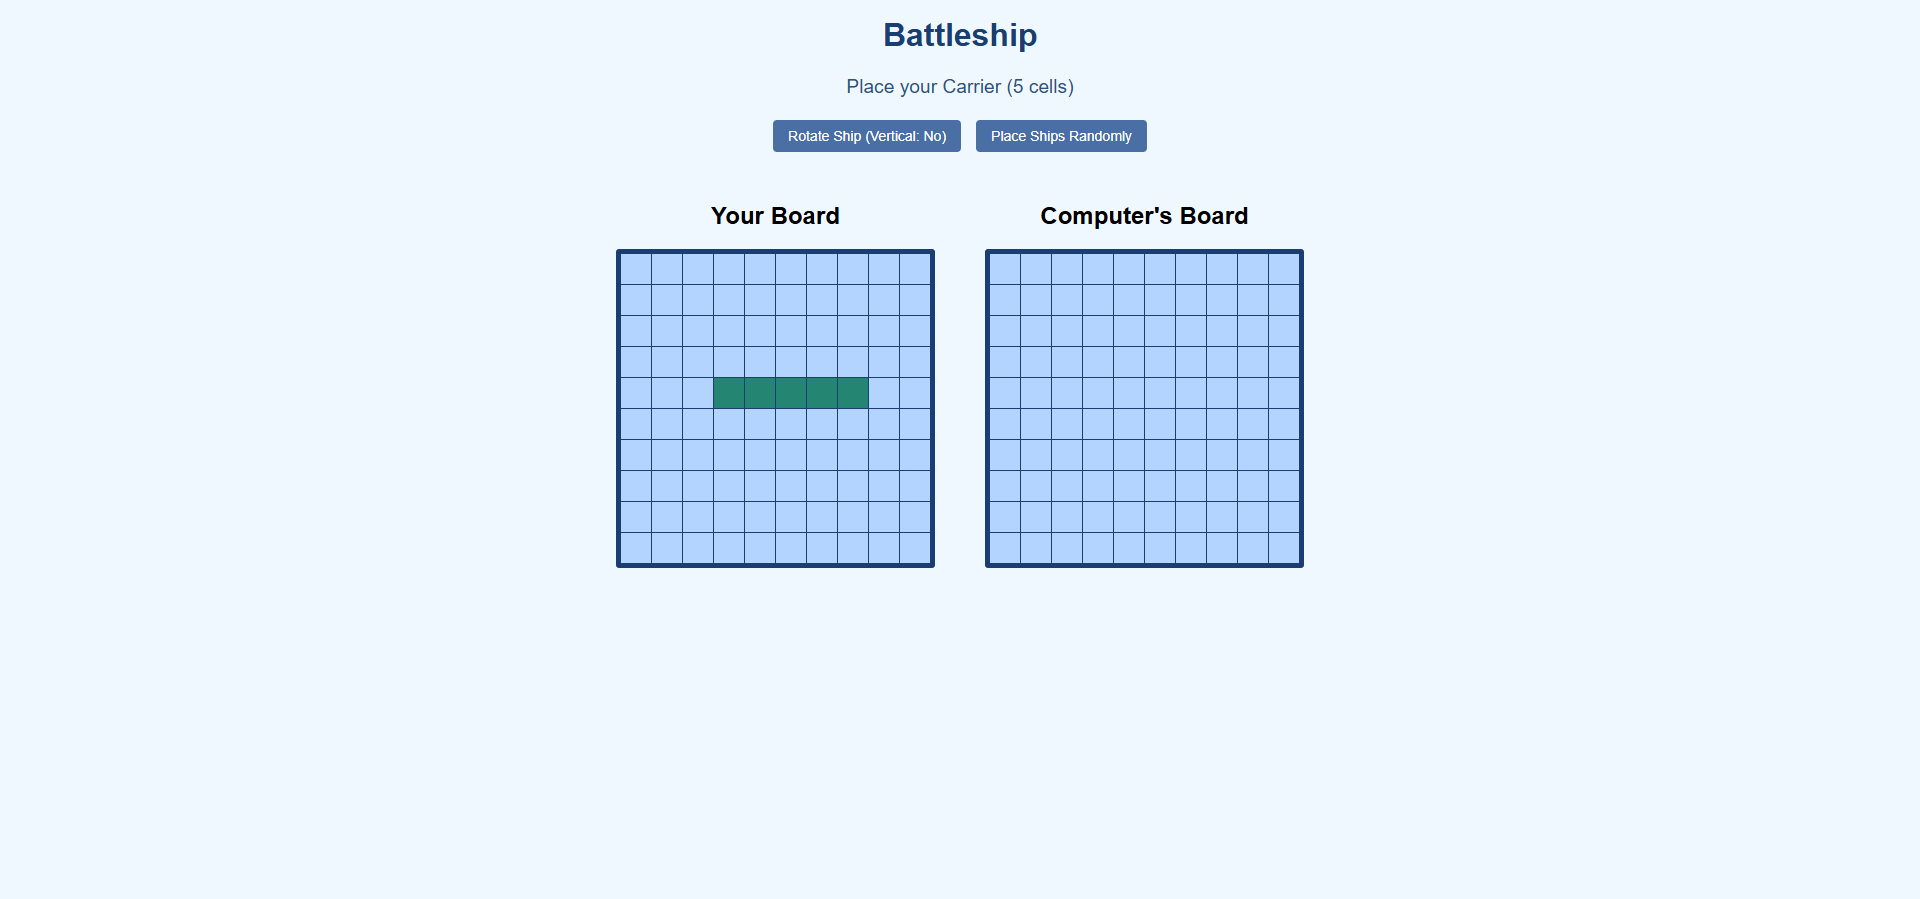 Battleship
Place your Carrier (5 cells)
Rotate Ship (Vertical: No)
Place Ships Randomly
Your Board
Computer's Board